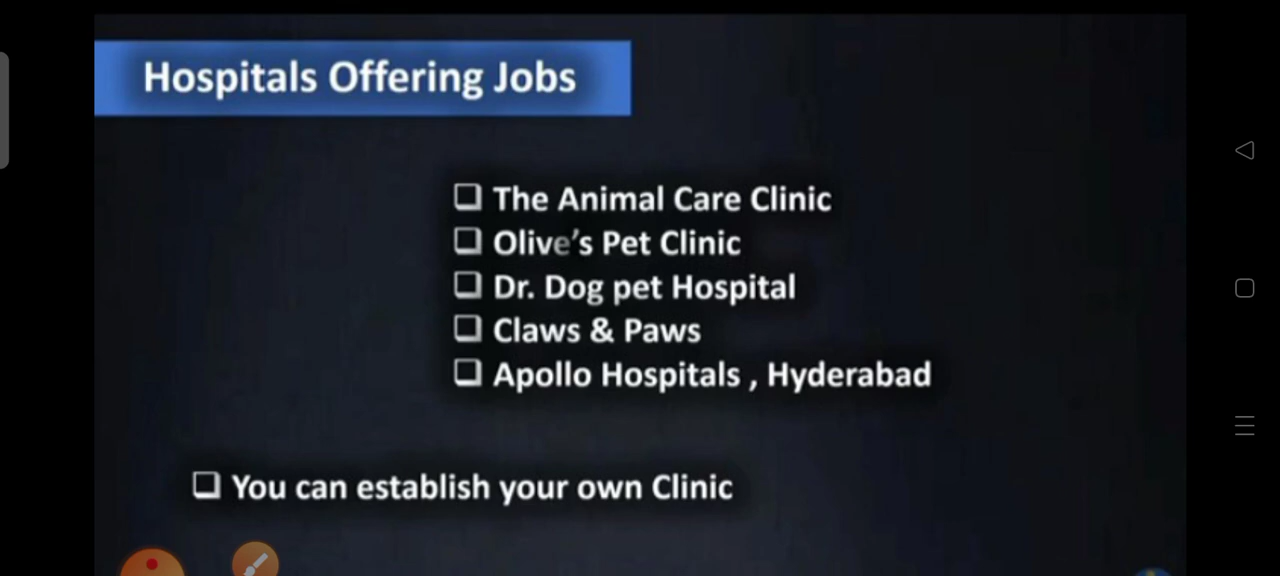 Hospitals Offering Jobs
The Animal Care Clinic
Olive's Pet Clinic
Dr. Dog pet Hospital
Claws & Paws
Apollo Hospitals , Hyderabad
You can establish your own Clinic